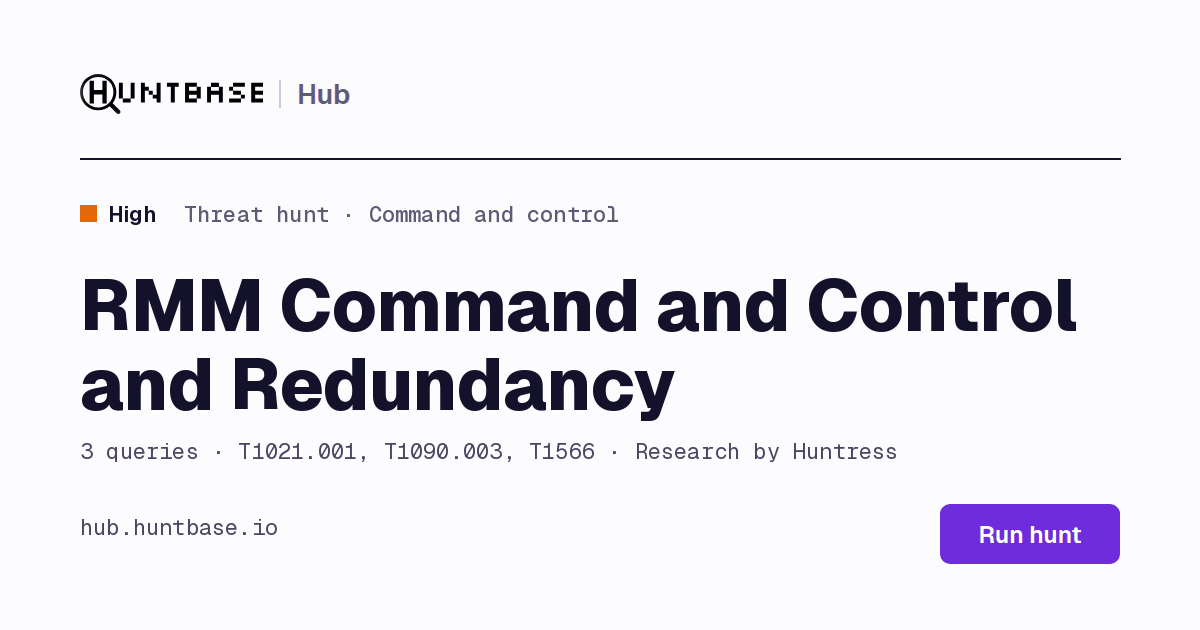 HUNTBASE Hub
High Threat hunt · Command and control
RMM Command and Control
and Redundancy
3 queries · T1021.001, T1090.003, T1566 · Research by Huntress
hub.huntbase.io
Run hunt